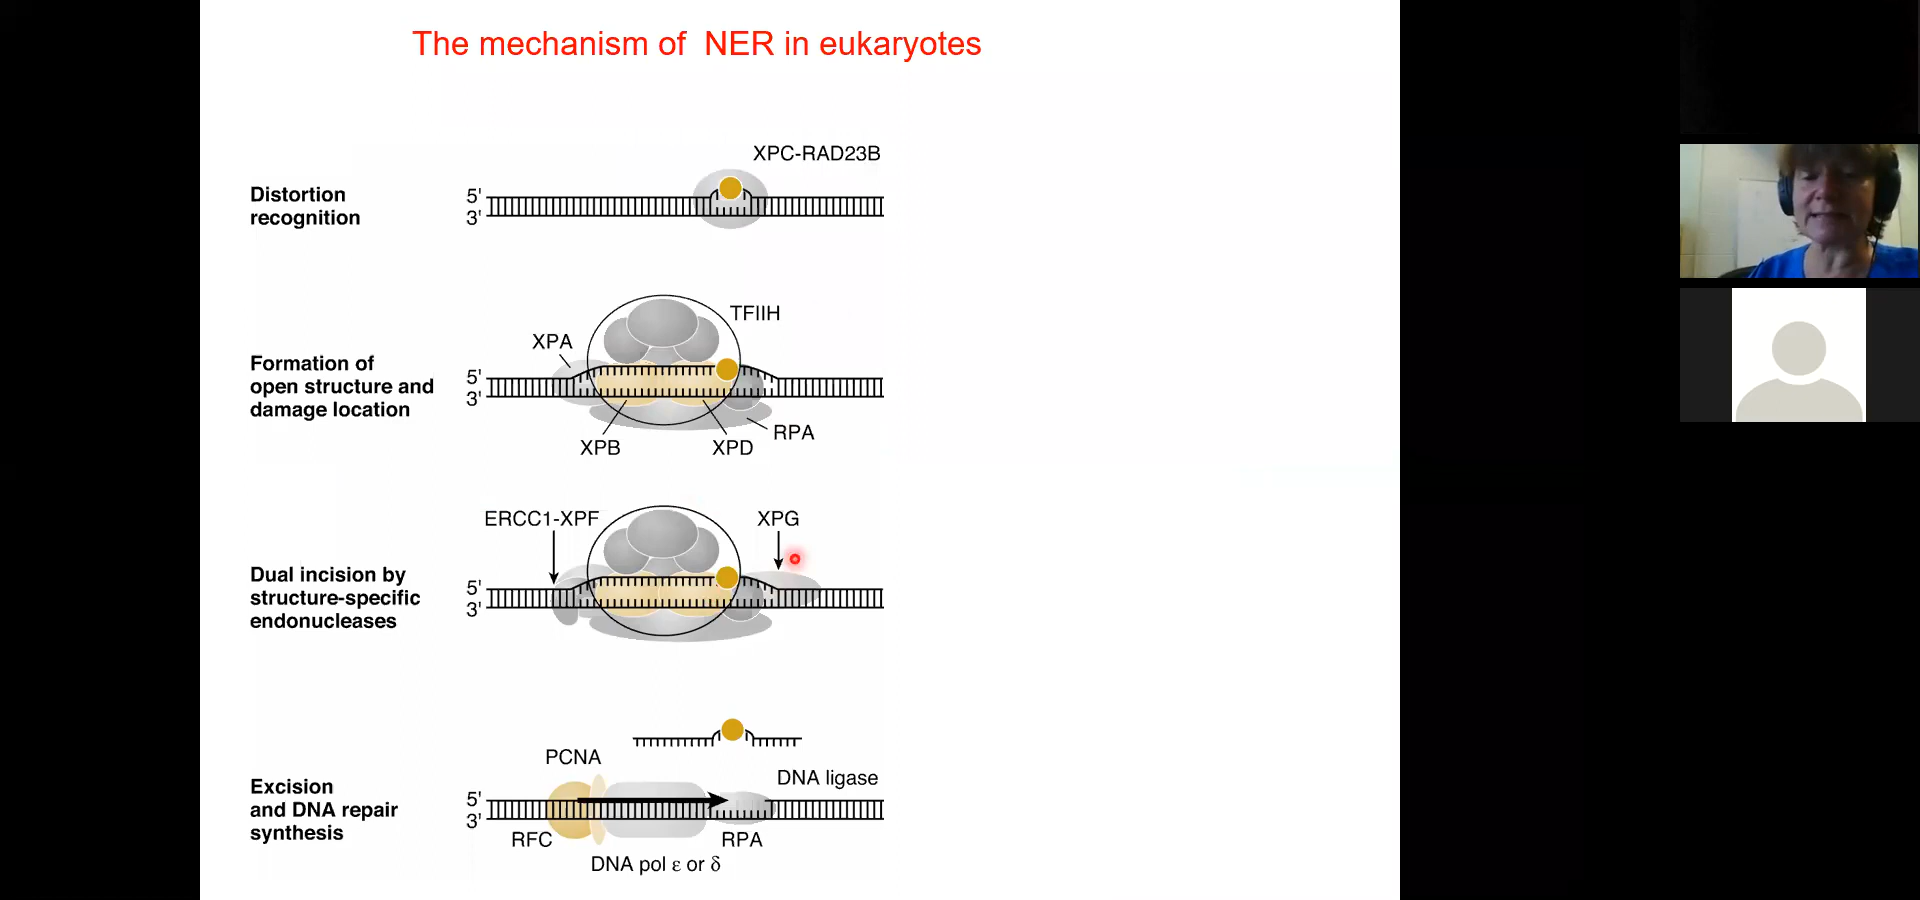 The mechanism of  NER in eukaryotes
XPC-RAD23B
Distortion
recognition
5'
3'
TFIIH
XPA
Formation of
open structure and
damage location
5'
3'
XPB
XPD
RPA
ERCC1-XPF
XPG
Dual incision by
structure-specific
endonucleases
5'
3'
PCNA
DNA ligase
Excision
and DNA repair
synthesis
5'
3'
RFC
RPA
DNA pol ε or δ